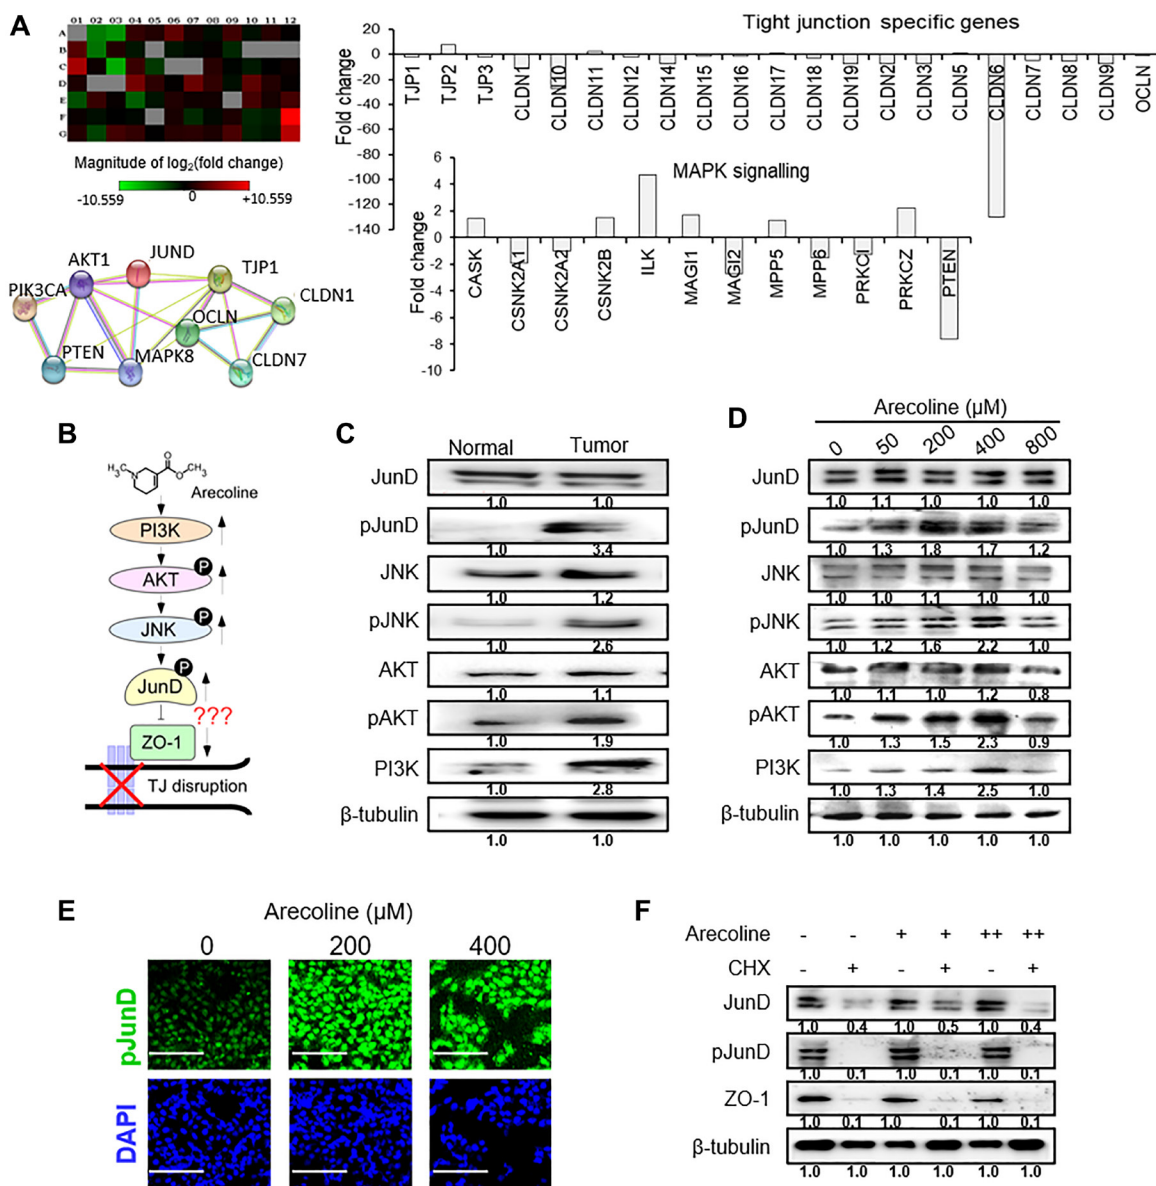 A
01 02 03 04 05 06 07 08 09 10 11 12
A
B
C
D
E
F
G
Magnitude of log2(fold change)
-10.559 0 +10.559
AKT1
JUND
TJP1
PIK3CA
CLDN1
OCLN
PTEN
MAPK8
CLDN7
Tight junction specific genes
Fold change
20
0
-20
-40
-60
-80
-100
-120
-140
TJP1 TJP2 TJP3 CLDN1 CLDN10 CLDN11 CLDN12 CLDN14 CLDN15 CLDN16 CLDN17 CLDN18 CLDN19 CLDN2 CLDN3 CLDN5 CLDN6 CLDN7 CLDN8 CLDN9 OCLN
MAPK signalling
Fold change
6
4
2
0
-2
-4
-6
-8
-10
CASK CSNK2A1 CSNK2A2 CSNK2B ILK MAGI1 MAGI2 MPP5 MPP6 PRKCI PRKCZ PTEN
B
H3C N O O CH3
Arecoline
PI3K
AKT P
JNK P
JunD P
???
ZO-1
TJ disruption
C
Normal Tumor
JunD
1.0 1.0
pJunD
1.0 3.4
JNK
1.0 1.2
pJNK
1.0 2.6
AKT
1.0 1.1
pAKT
1.0 1.9
PI3K
1.0 2.8
β-tubulin
1.0 1.0
D
Arecoline (μM)
0 50 200 400 800
JunD
1.0 1.1 1.0 1.0 1.0
pJunD
1.0 1.3 1.8 1.7 1.2
JNK
1.0 1.0 1.1 1.0 1.0
pJNK
1.0 1.2 1.6 2.2 1.0
AKT
1.0 1.1 1.0 1.2 0.8
pAKT
1.0 1.3 1.5 2.3 0.9
PI3K
1.0 1.3 1.4 2.5 1.0
β-tubulin
1.0 1.0 1.0 1.0 1.0
E
Arecoline (μM)
0 200 400
pJunD
DAPI
F
Arecoline - - + + ++ ++
CHX - + - + - +
JunD
1.0 0.4 1.0 0.5 1.0 0.4
pJunD
1.0 0.1 1.0 0.1 1.0 0.1
ZO-1
1.0 0.1 1.0 0.1 1.0 0.1
β-tubulin
1.0 1.0 1.0 1.0 1.0 1.0